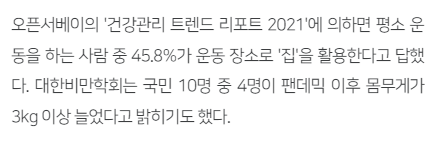 오픈서베이의 '건강관리 트렌드 리포트 2021'에 의하면 평소 운
동을 하는 사람 중 45.8%가 운동 장소로 '집'을 활용한다고 답했
다. 대한비만학회는 국민 10명 중 4명이 팬데믹 이후 몸무게가
3kg 이상 늘었다고 밝히기도 했다.